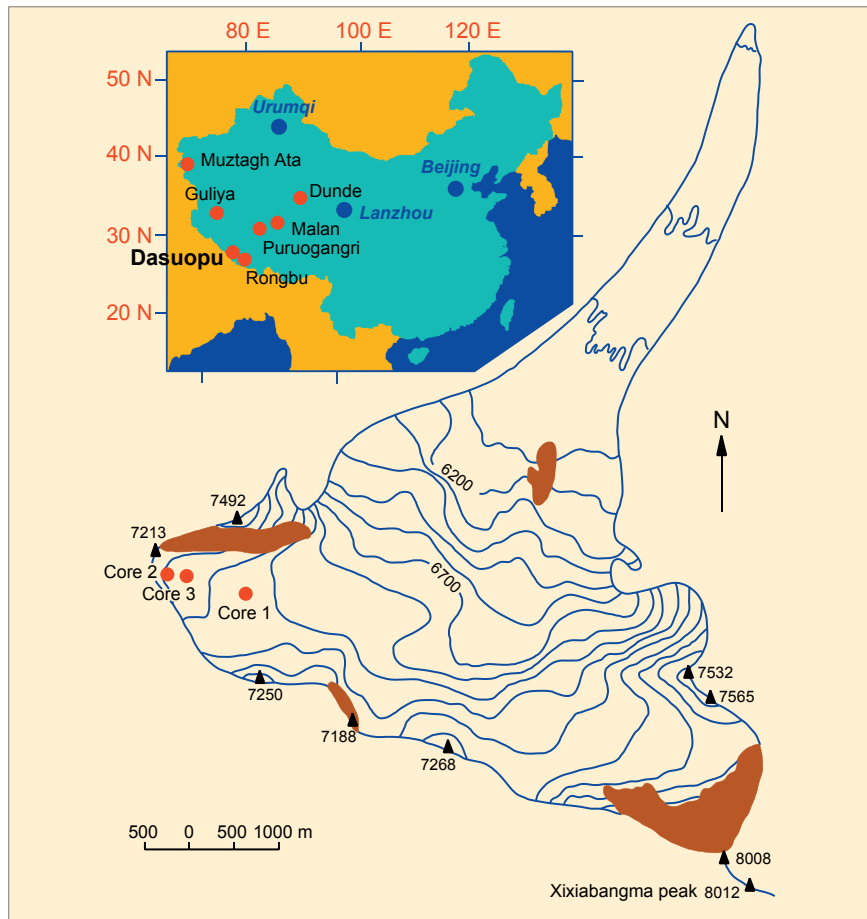 80 E 100 E 120 E
50 N
40 N
30 N
20 N
Urumqi
Beijing
Muztagh Ata
Guliya
Dunde
Lanzhou
Malan
Puruogangri
Dasuopu
Rongbu
N
6200
7492
7213
Core 2
Core 3
Core 1
6700
7250
7188
7268
7532
7565
500 0 500 1000 m
8008
Xixiabangma peak 8012